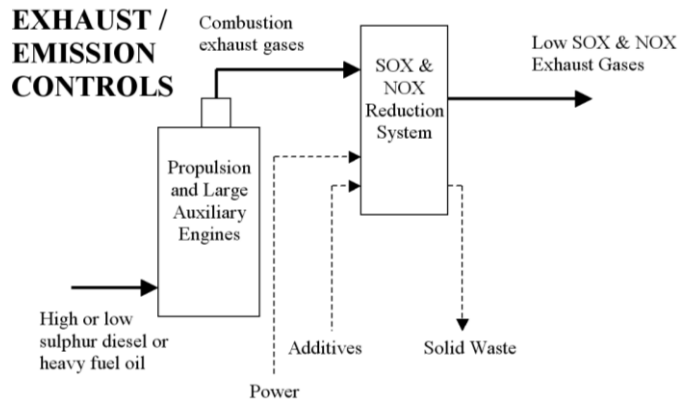 EXHAUST /
EMISSION
CONTROLS
Combustion
exhaust gases
SOX &
NOX
Reduction
System
Low SOX & NOX
Exhaust Gases
Propulsion
and Large
Auxiliary
Engines
High or low
sulphur diesel or
heavy fuel oil
Additives
Solid Waste
Power